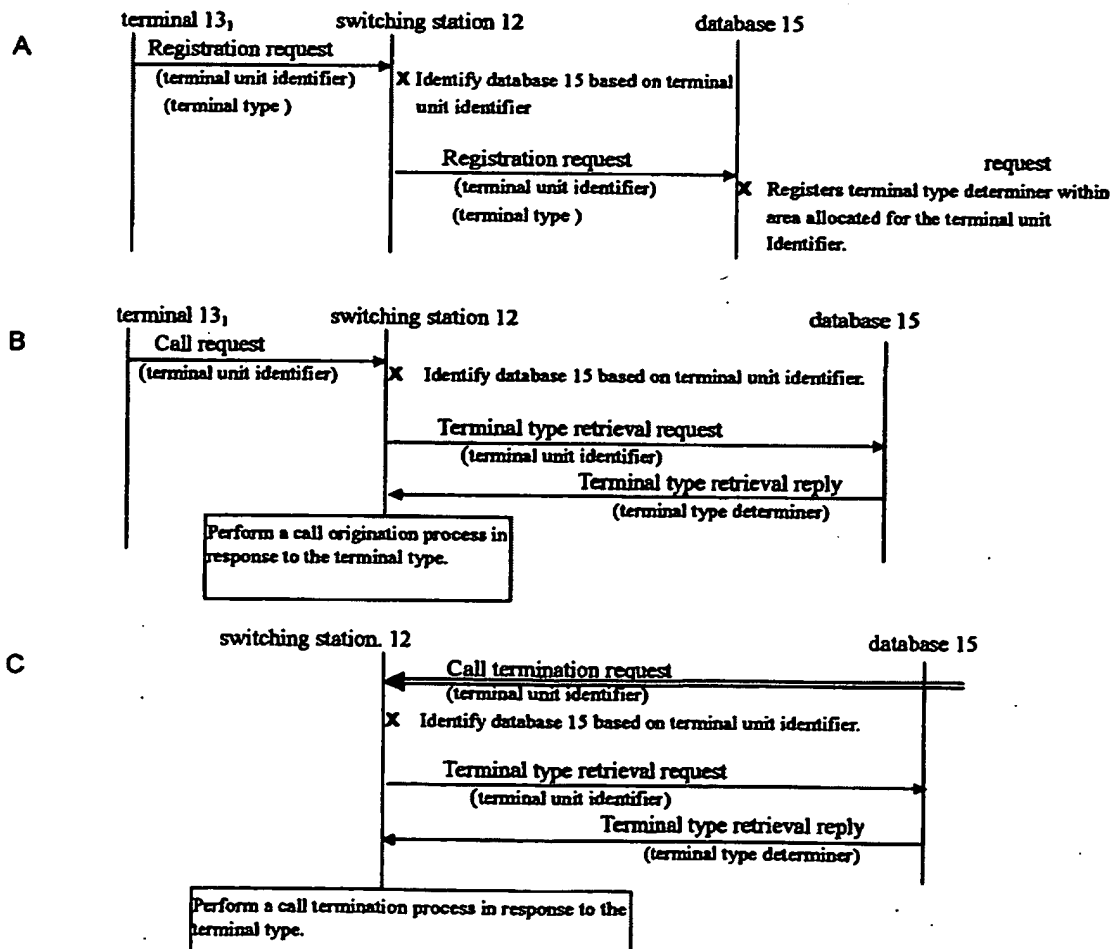 A
terminal 13₁
switching station 12
database 15
Registration request
(terminal unit identifier)
(terminal type )
X Identify database 15 based on terminal
unit identifier
Registration request
(terminal unit identifier)
(terminal type )
request
X Registers terminal type determiner within
area allocated for the terminal unit
Identifier.
B
terminal 13₁
switching station 12
database 15
Call request
(terminal unit identifier)
X Identify database 15 based on terminal unit identifier.
Terminal type retrieval request
(terminal unit identifier)
Terminal type retrieval reply
(terminal type determiner)
Perform a call origination process in
response to the terminal type.
C
switching station. 12
database 15
Call termination request
(terminal unit identifier)
X Identify database 15 based on terminal unit identifier.
Terminal type retrieval request
(terminal unit identifier)
Terminal type retrieval reply
(terminal type determiner)
Perform a call termination process in response to the
terminal type.